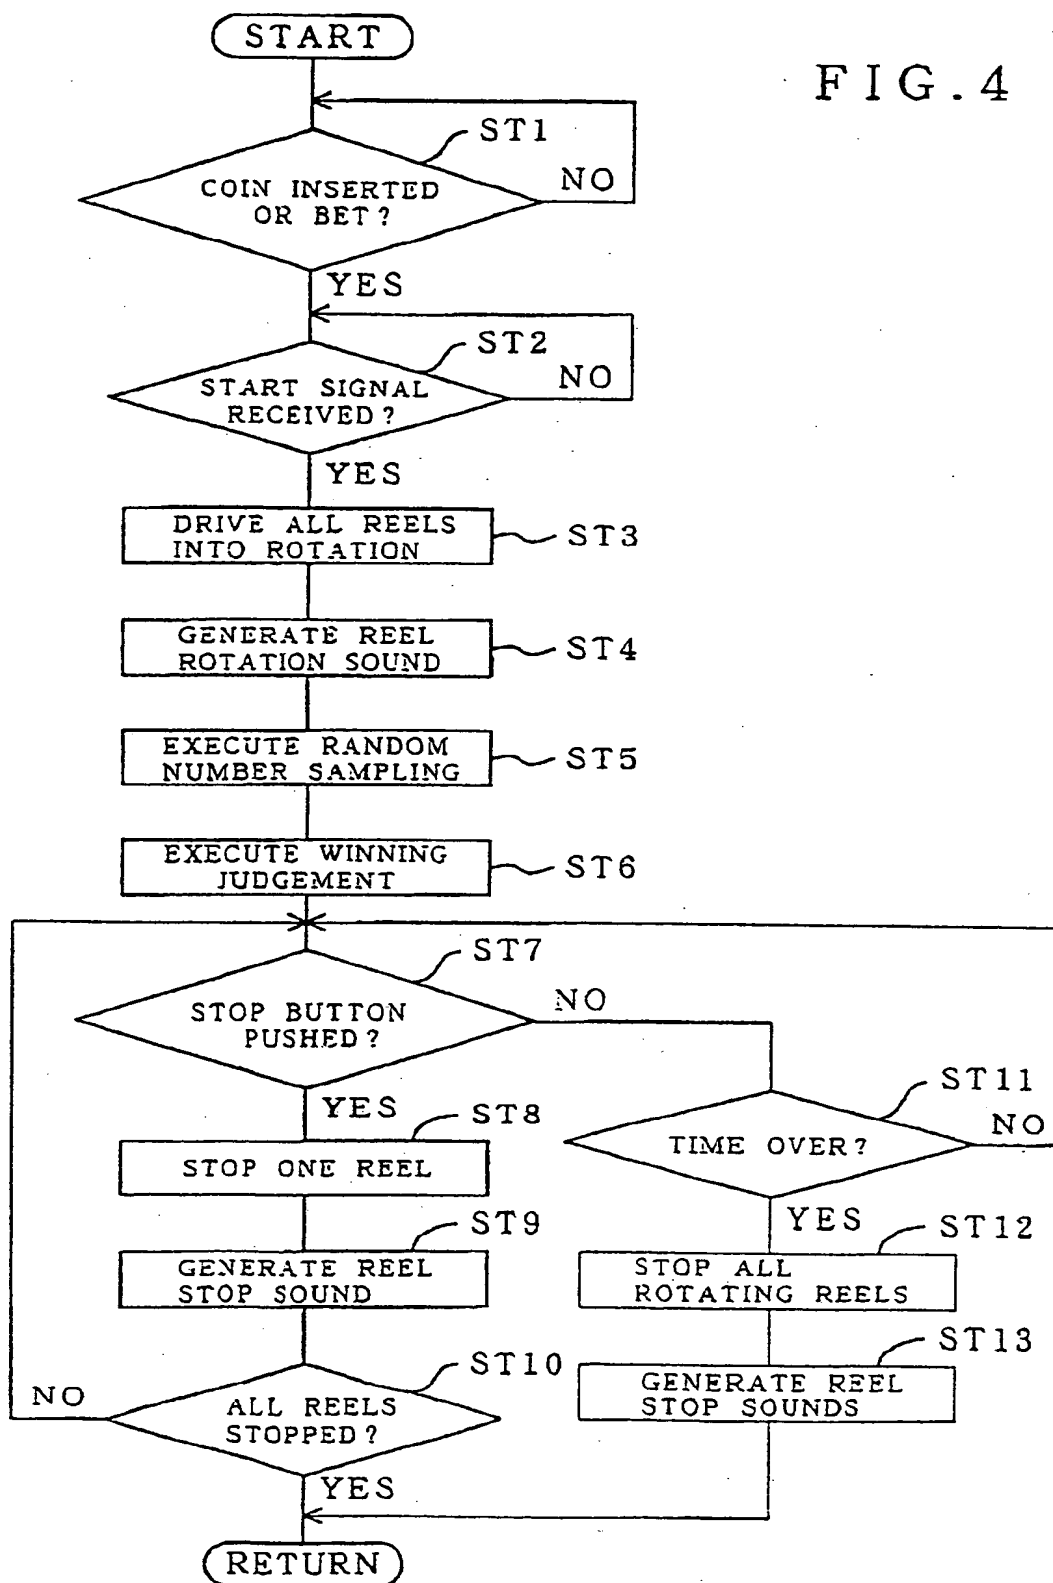 START
FIG.4
ST1
COIN INSERTED
OR BET?
NO
YES
ST2
START SIGNAL
RECEIVED?
NO
YES
DRIVE ALL REELS
INTO ROTATION
ST3
GENERATE REEL
ROTATION SOUND
ST4
EXECUTE RANDOM
NUMBER SAMPLING
ST5
EXECUTE WINNING
JUDGEMENT
ST6
ST7
STOP BUTTON
PUSHED?
NO
YES
ST8
STOP ONE REEL
ST9
GENERATE REEL
STOP SOUND
ST10
ALL REELS
STOPPED?
NO
YES
ST11
TIME OVER?
NO
YES
ST12
STOP ALL
ROTATING REELS
ST13
GENERATE REEL
STOP SOUNDS
RETURN